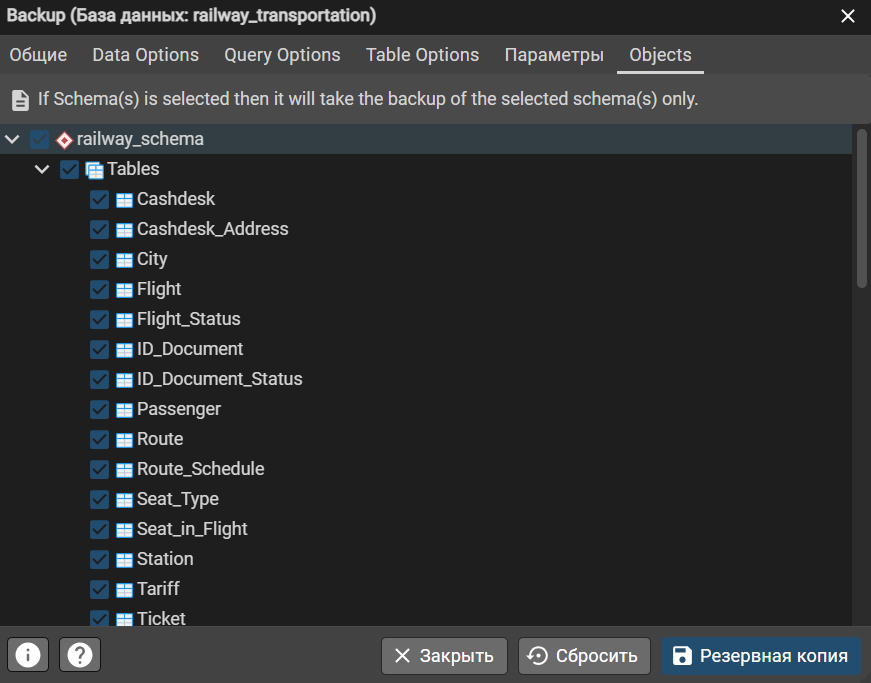 Backup (База данных: railway_transportation)
Общие Data Options Query Options Table Options Параметры Objects
If Schema(s) is selected then it will take the backup of the selected schema(s) only.
railway_schema
Tables
Cashdesk
Cashdesk_Address
City
Flight
Flight_Status
ID_Document
ID_Document_Status
Passenger
Route
Route_Schedule
Seat_Type
Seat_in_Flight
Station
Tariff
Ticket
Закрыть Сбросить Резервная копия